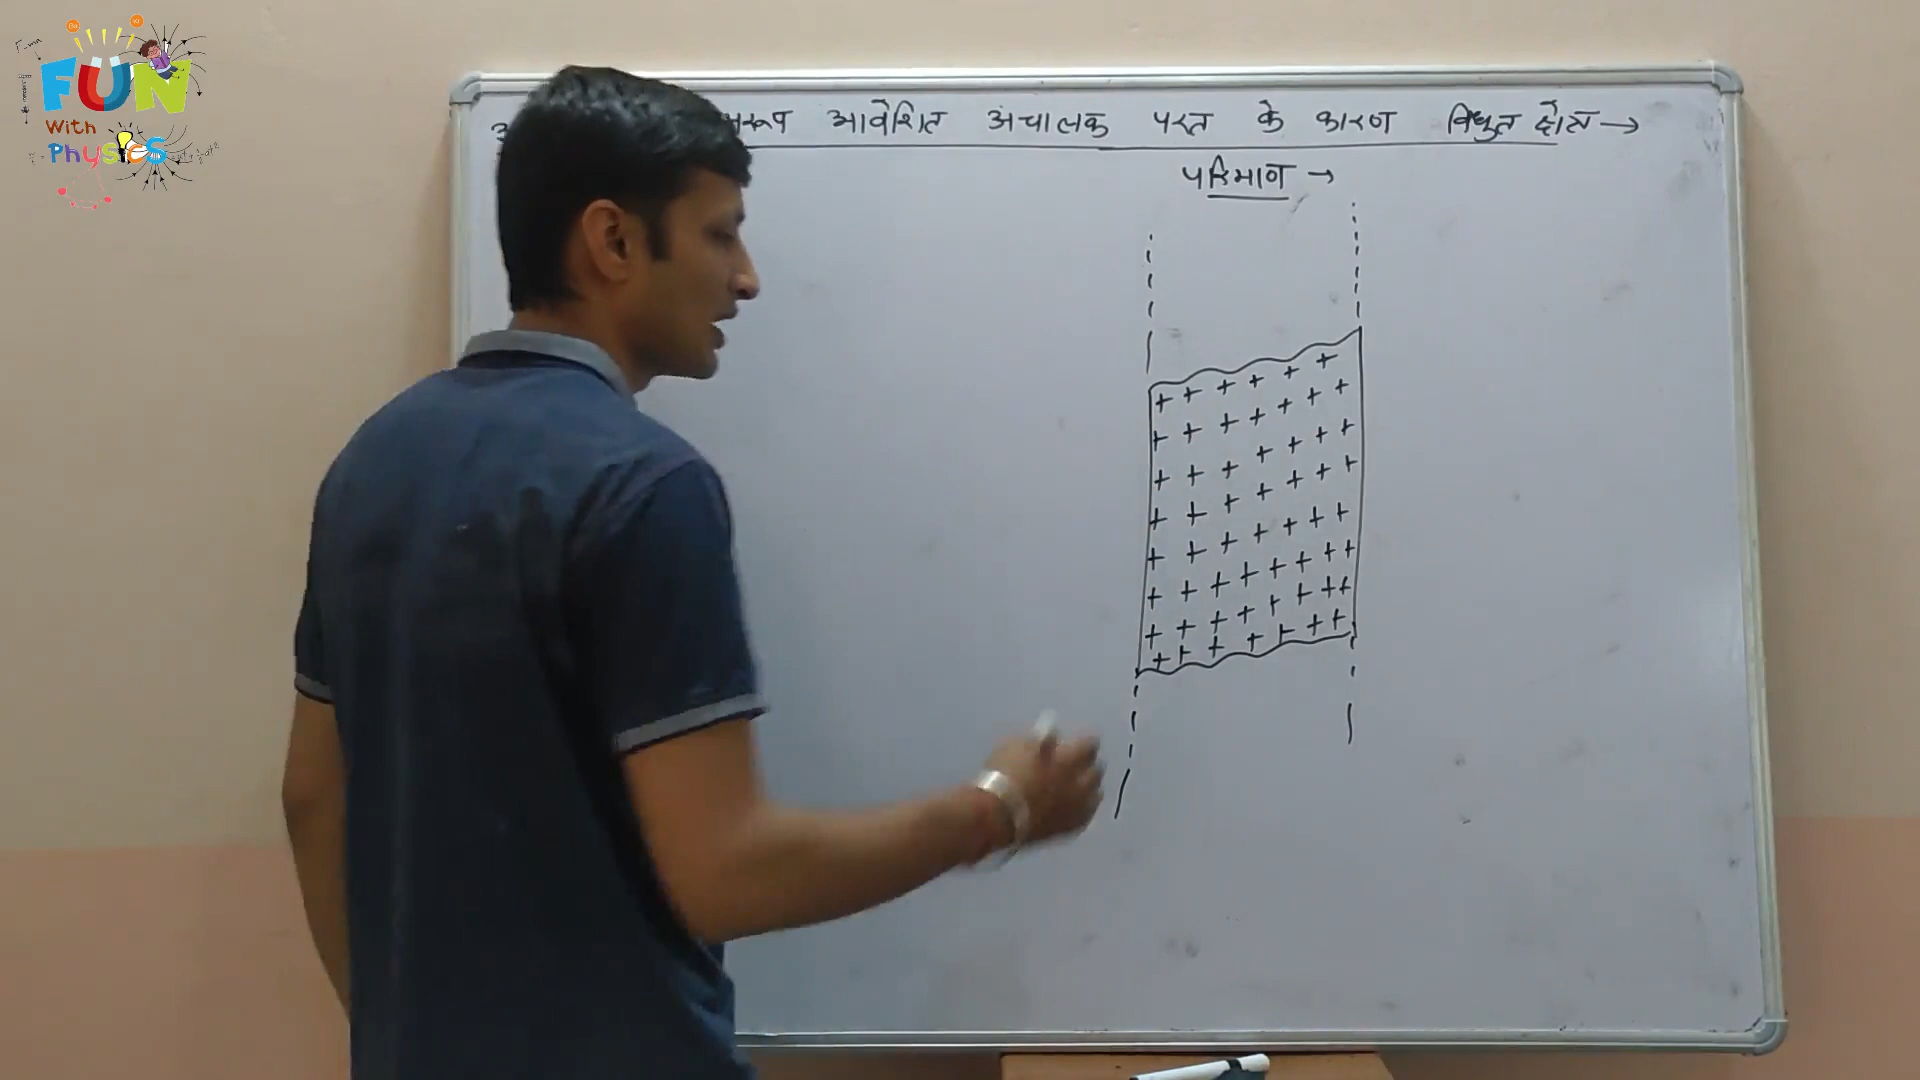 FUN
With
Physics
आवेशित अचालक परत के कारण विधुत क्षेत्र →
परिमाण →